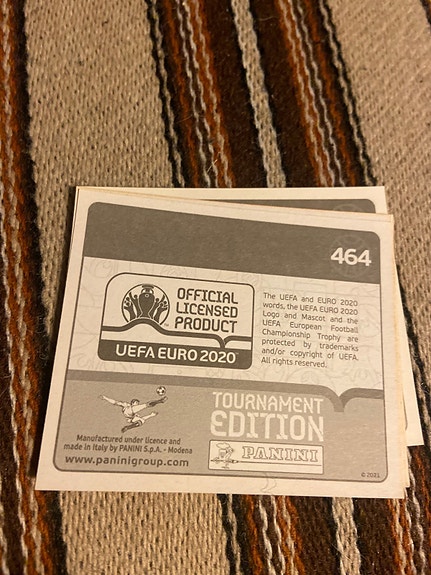 464
OFFICIAL
LICENSED
PRODUCT
UEFA EURO 2020
The UEFA and EURO 2020
words, the UEFA EURO 2020
Logo and Mascot and the
UEFA European Football
Championship Trophy are
protected by trademarks
and/or copyright of UEFA.
All rights reserved.
TOURNAMENT
EDITION
PANINI
Manufactured under licence and
made in Italy by PANINI S.p.A. - Modena
www.paninigroup.com
© 2021